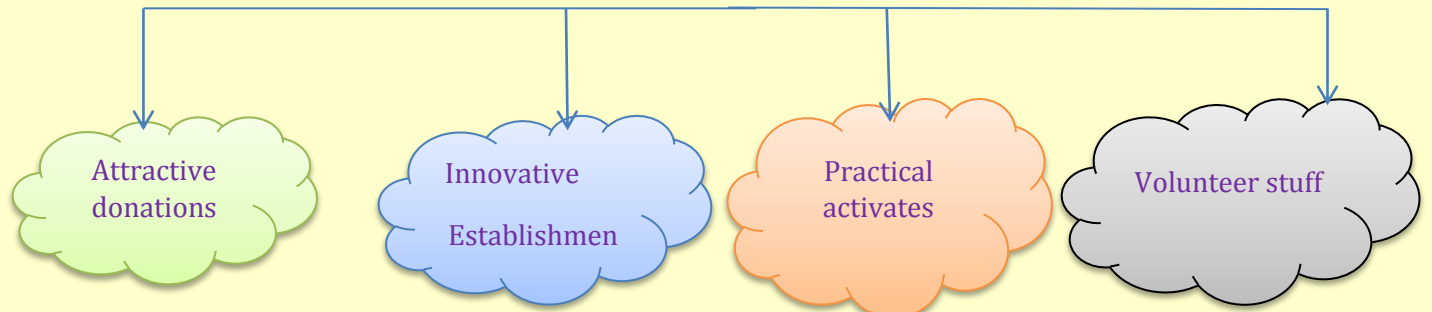 Attractive
donations
Innovative
Establishmen
Practical
activates
Volunteer stuff